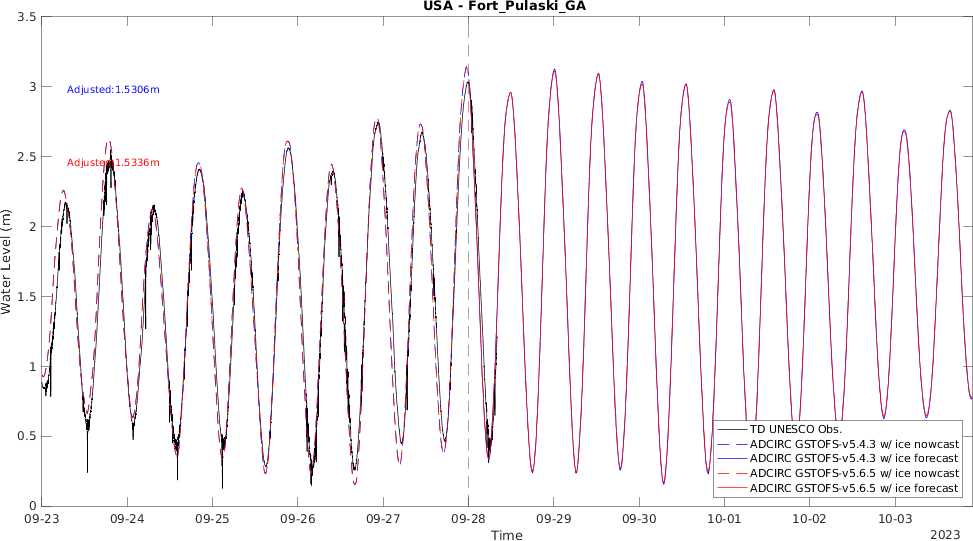 USA - Fort_Pulaski_GA
3.5
3
2.5
2
1.5
1
0.5
0
Water Level (m)
Adjusted:1.5306m
Adjusted:1.5336m
TD UNESCO Obs.
ADCIRC GSTOFS-v5.4.3 w/ ice nowcast
ADCIRC GSTOFS-v5.4.3 w/ ice forecast
ADCIRC GSTOFS-v5.6.5 w/ ice nowcast
ADCIRC GSTOFS-v5.6.5 w/ ice forecast
09-23 09-24 09-25 09-26 09-27 09-28 09-29 09-30 10-01 10-02 10-03
Time
2023